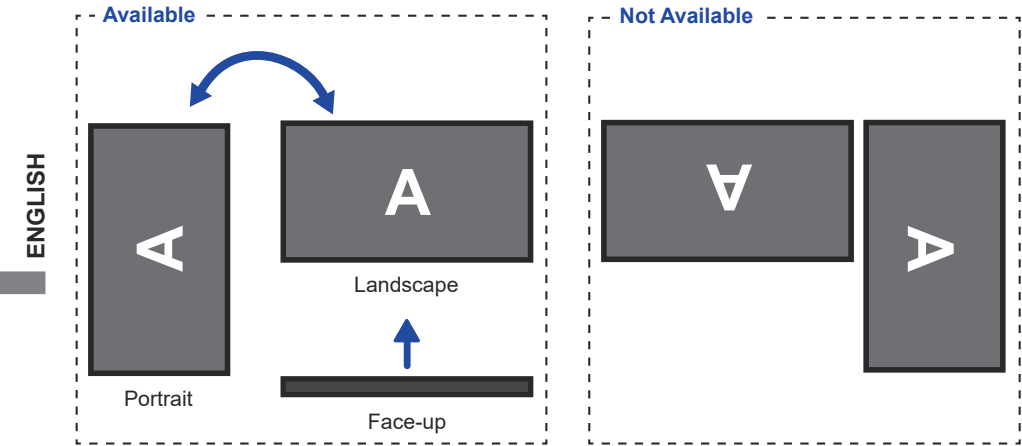 Available
Not Available
ENGLISH
A
A
A
A
Landscape
Portrait
Face-up